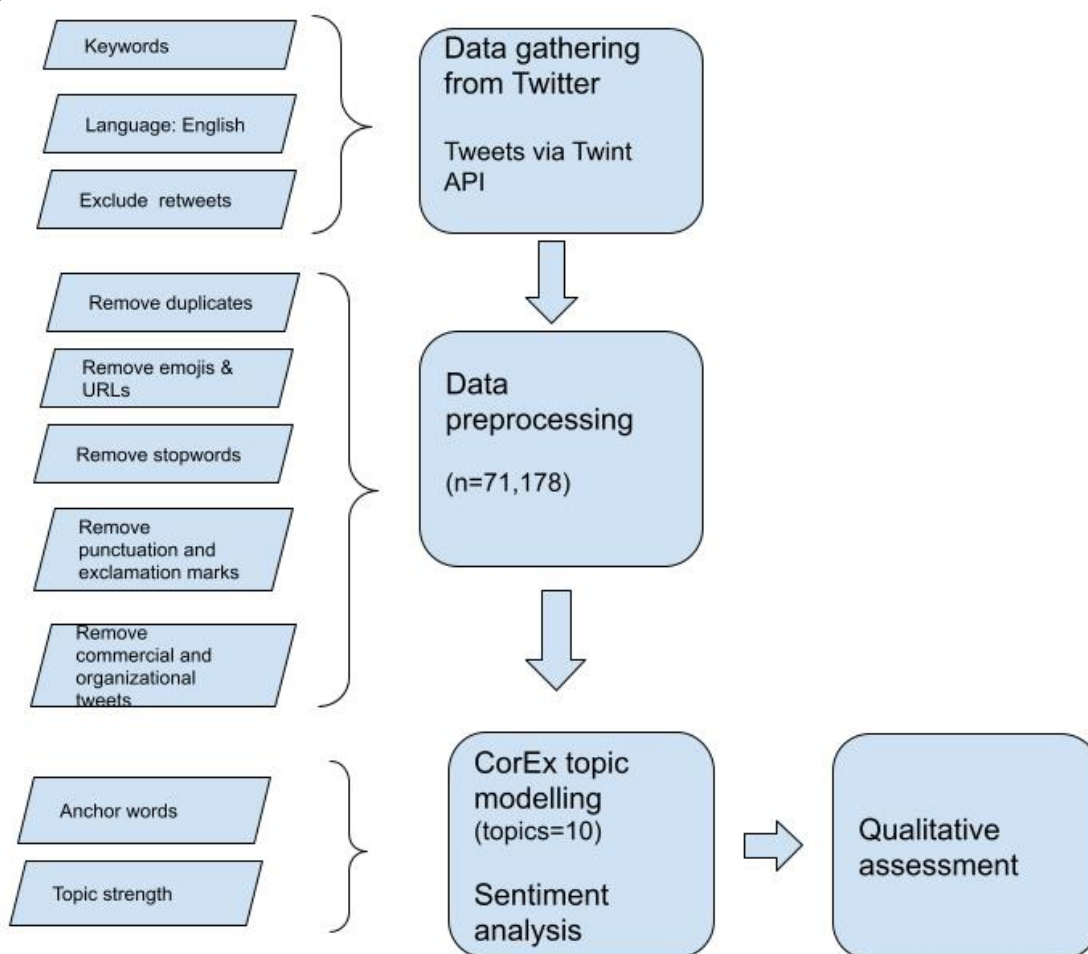 Keywords
Language: English
Exclude retweets
Data gathering
from Twitter
Tweets via Twint
API
Remove duplicates
Remove emojis &
URLs
Remove stopwords
Remove
punctuation and
exclamation marks
Remove
commercial and
organizational
tweets
Data
preprocessing
(n=71,178)
Anchor words
Topic strength
CorEx topic
modelling
(topics=10)
Sentiment
analysis
Qualitative
assessment